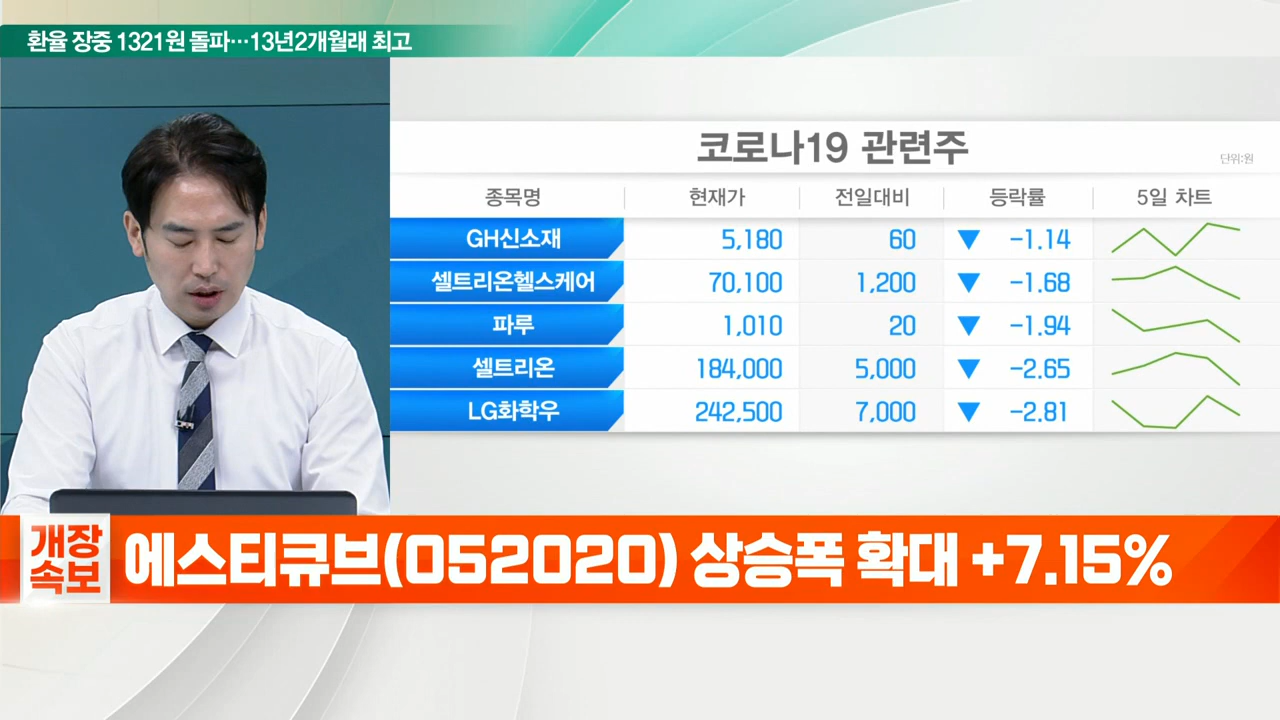 환율 장중 1321원 돌파…13년2개월래 최고
코로나19 관련주
단위:원
종목명 현재가 전일대비 등락률 5일 차트
GH신소재 5,180 60 ▼ -1.14
셀트리온헬스케어 70,100 1,200 ▼ -1.68
파루 1,010 20 ▼ -1.94
셀트리온 184,000 5,000 ▼ -2.65
LG화학우 242,500 7,000 ▼ -2.81
개장
속보
에스티큐브(052020) 상승폭 확대 +7.15%